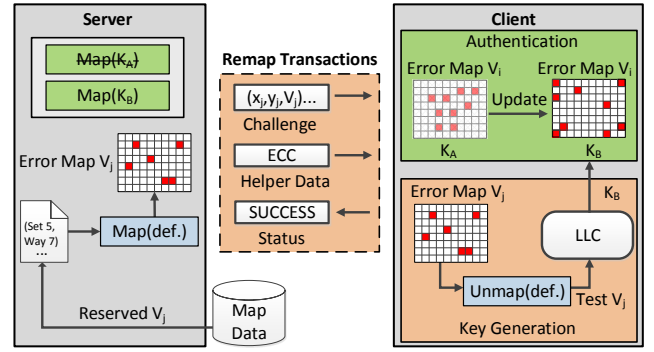 Server
Map(K_A)
Map(K_B)
Error Map V_j
(Set 5,
Way 7)
...
Map(def.)
Reserved V_j
Map
Data
Remap Transactions
(x_j,y_j,V_j)...
Challenge
ECC
Helper Data
SUCCESS
Status
Client
Authentication
Error Map V_i
Error Map V_i
Update
K_A
K_B
Error Map V_j
K_B
LLC
Unmap(def.)
Test V_j
Key Generation